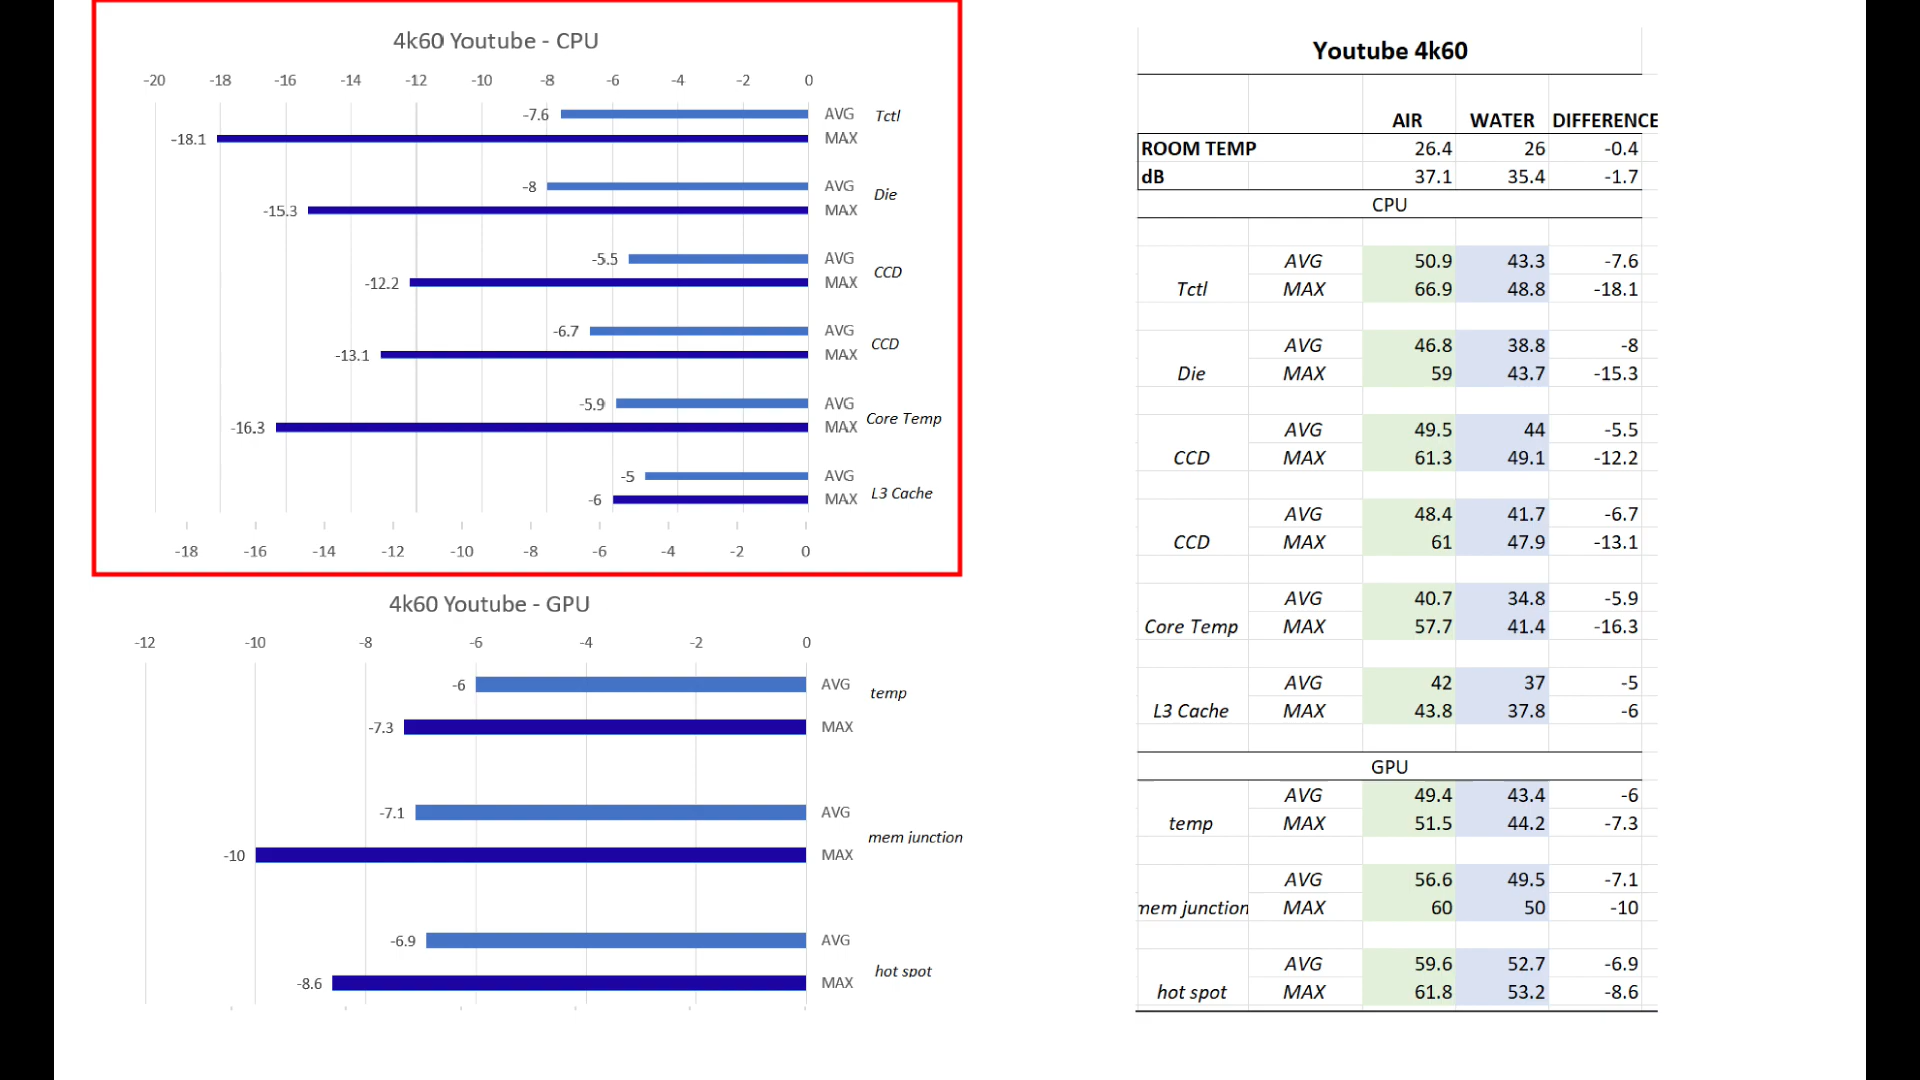 4k60 Youtube - CPU
-20 -18 -16 -14 -12 -10 -8 -6 -4 -2 0
-7.6 AVG Tctl
-18.1 MAX
-8 AVG Die
-15.3 MAX
-5.5 AVG CCD
-12.2 MAX
-6.7 AVG CCD
-13.1 MAX
-5.9 AVG Core Temp
-16.3 MAX
-5 AVG L3 Cache
-6 MAX
-18 -16 -14 -12 -10 -8 -6 -4 -2 0
4k60 Youtube - GPU
-12 -10 -8 -6 -4 -2 0
-6 AVG temp
-7.3 MAX
-7.1 AVG mem junction
-10 MAX
-6.9 AVG hot spot
-8.6 MAX
Youtube 4k60
AIR WATER DIFFERENCE
ROOM TEMP 26.4 26 -0.4
dB 37.1 35.4 -1.7
CPU
AVG 50.9 43.3 -7.6
Tctl MAX 66.9 48.8 -18.1
AVG 46.8 38.8 -8
Die MAX 59 43.7 -15.3
AVG 49.5 44 -5.5
CCD MAX 61.3 49.1 -12.2
AVG 48.4 41.7 -6.7
CCD MAX 61 47.9 -13.1
AVG 40.7 34.8 -5.9
Core Temp MAX 57.7 41.4 -16.3
AVG 42 37 -5
L3 Cache MAX 43.8 37.8 -6
GPU
AVG 49.4 43.4 -6
temp MAX 51.5 44.2 -7.3
AVG 56.6 49.5 -7.1
mem junction MAX 60 50 -10
AVG 59.6 52.7 -6.9
hot spot MAX 61.8 53.2 -8.6